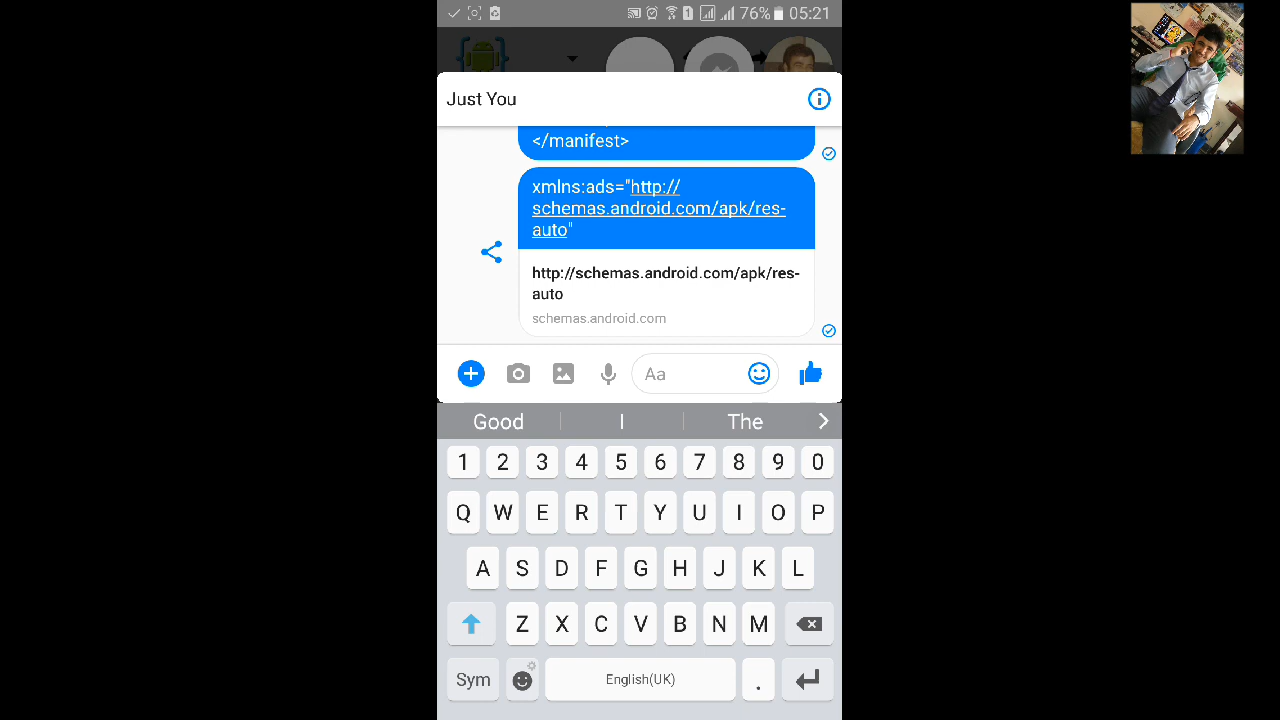 1 76% 05:21
Just You
</manifest>
xmlns:ads="http://
schemas.android.com/apk/res-
auto"
http://schemas.android.com/apk/res-
auto
schemas.android.com
Aa
Good I The
1 2 3 4 5 6 7 8 9 0
Q W E R T Y U I O P
A S D F G H J K L
Z X C V B N M
Sym English(UK) .